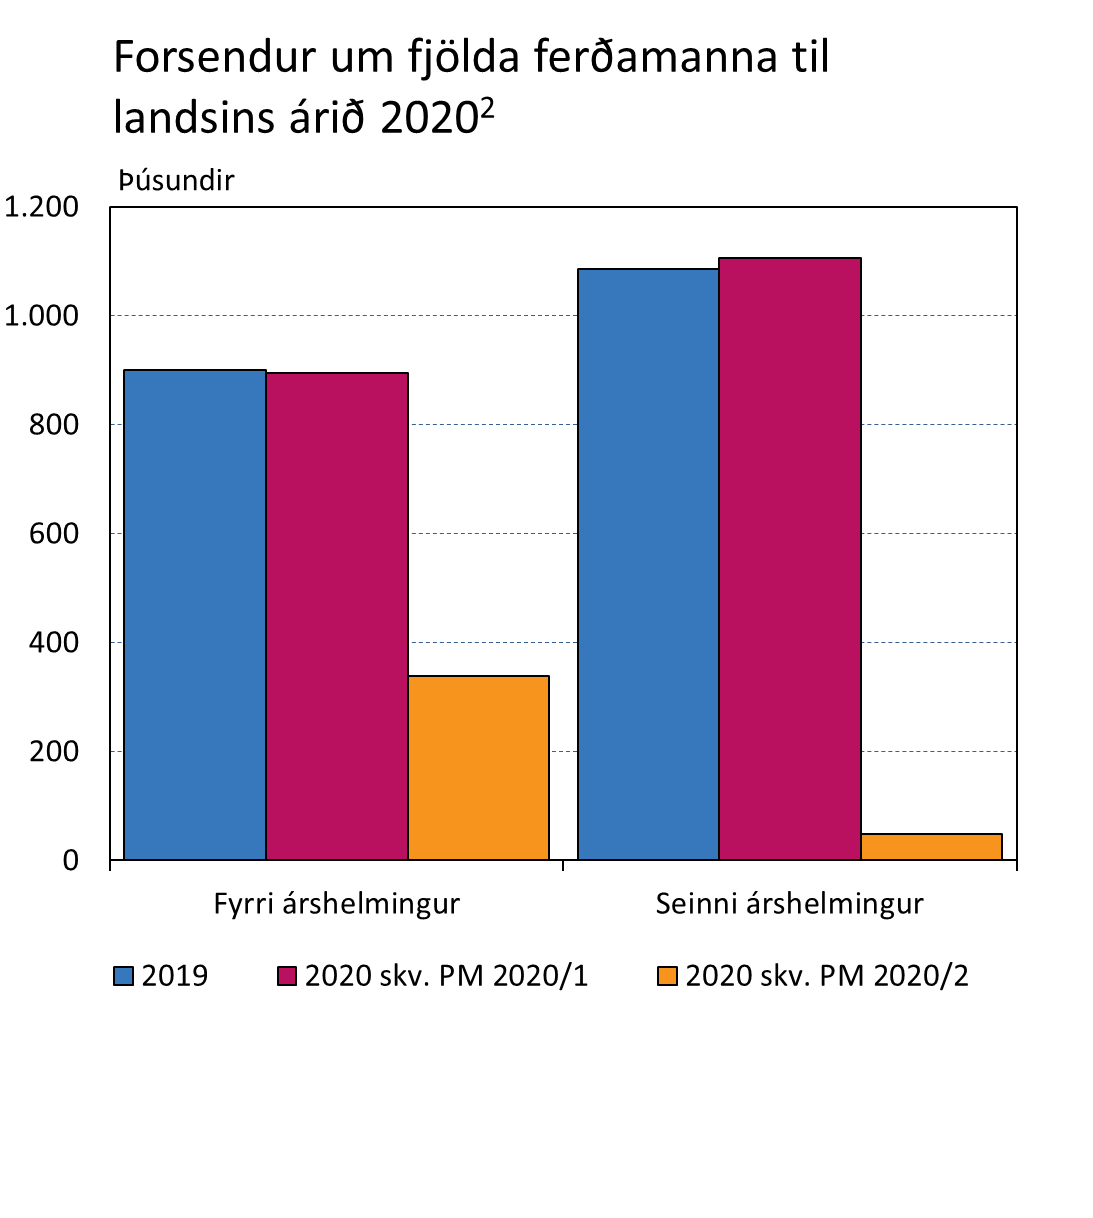 Forsendur um fjölda ferðamanna til
landsins árið 2020²
Þúsundir
1.200
1.000
800
600
400
200
0
Fyrri árshelmingur Seinni árshelmingur
2019 2020 skv. PM 2020/1 2020 skv. PM 2020/2